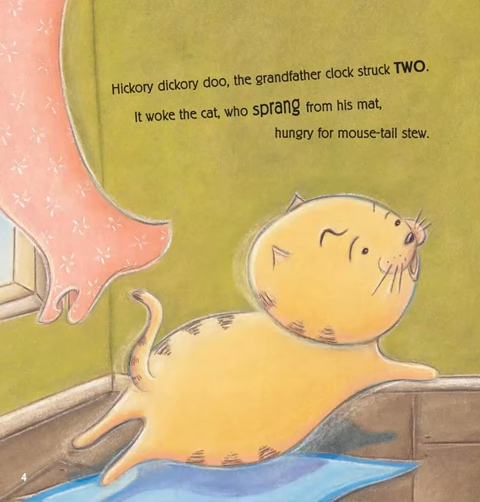 Hickory dickory doo, the grandfather clock struck TWO.
It woke the cat, who sprang from his mat,
hungry for mouse-tail stew.
4